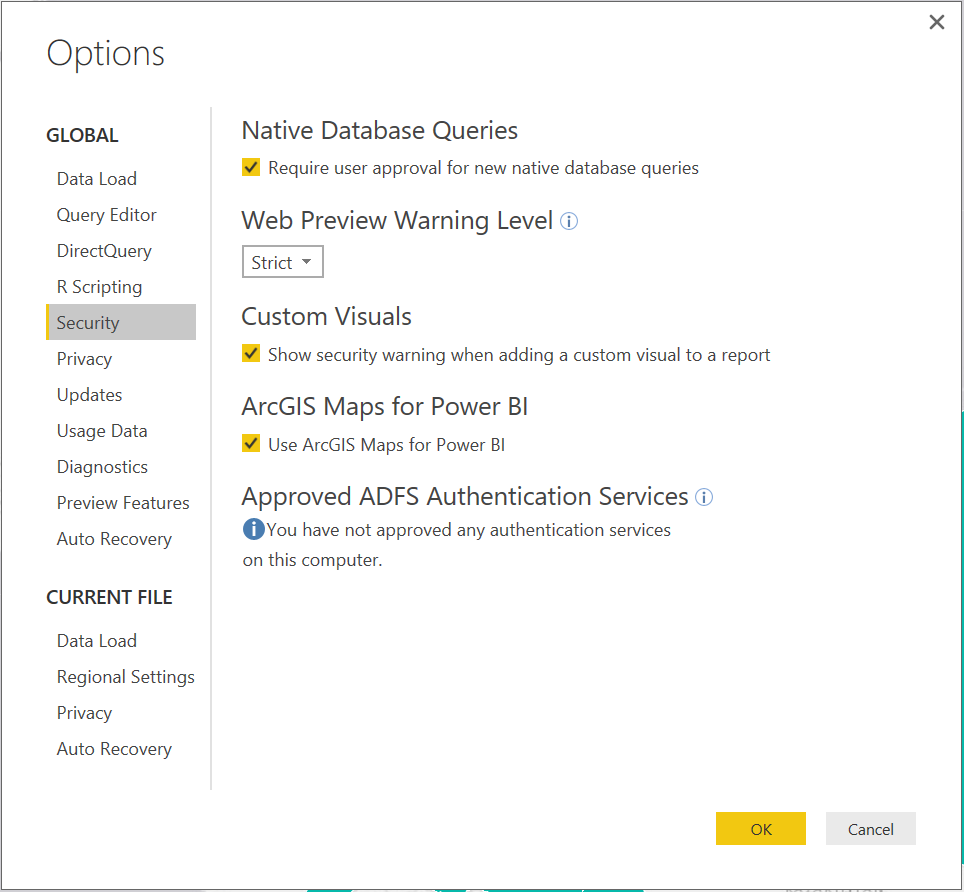 Options
GLOBAL
Data Load
Query Editor
DirectQuery
R Scripting
Security
Privacy
Updates
Usage Data
Diagnostics
Preview Features
Auto Recovery
CURRENT FILE
Data Load
Regional Settings
Privacy
Auto Recovery
Native Database Queries
Require user approval for new native database queries
Web Preview Warning Level
Strict
Custom Visuals
Show security warning when adding a custom visual to a report
ArcGIS Maps for Power BI
Use ArcGIS Maps for Power BI
Approved ADFS Authentication Services
You have not approved any authentication services
on this computer.
OK
Cancel